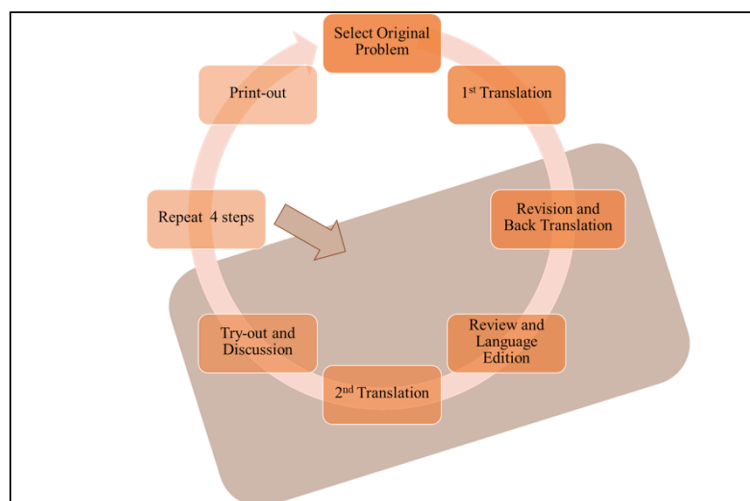 Select Original
Problem
1st Translation
Revision and
Back Translation
Review and
Language
Edition
2nd Translation
Try-out and
Discussion
Repeat 4 steps
Print-out